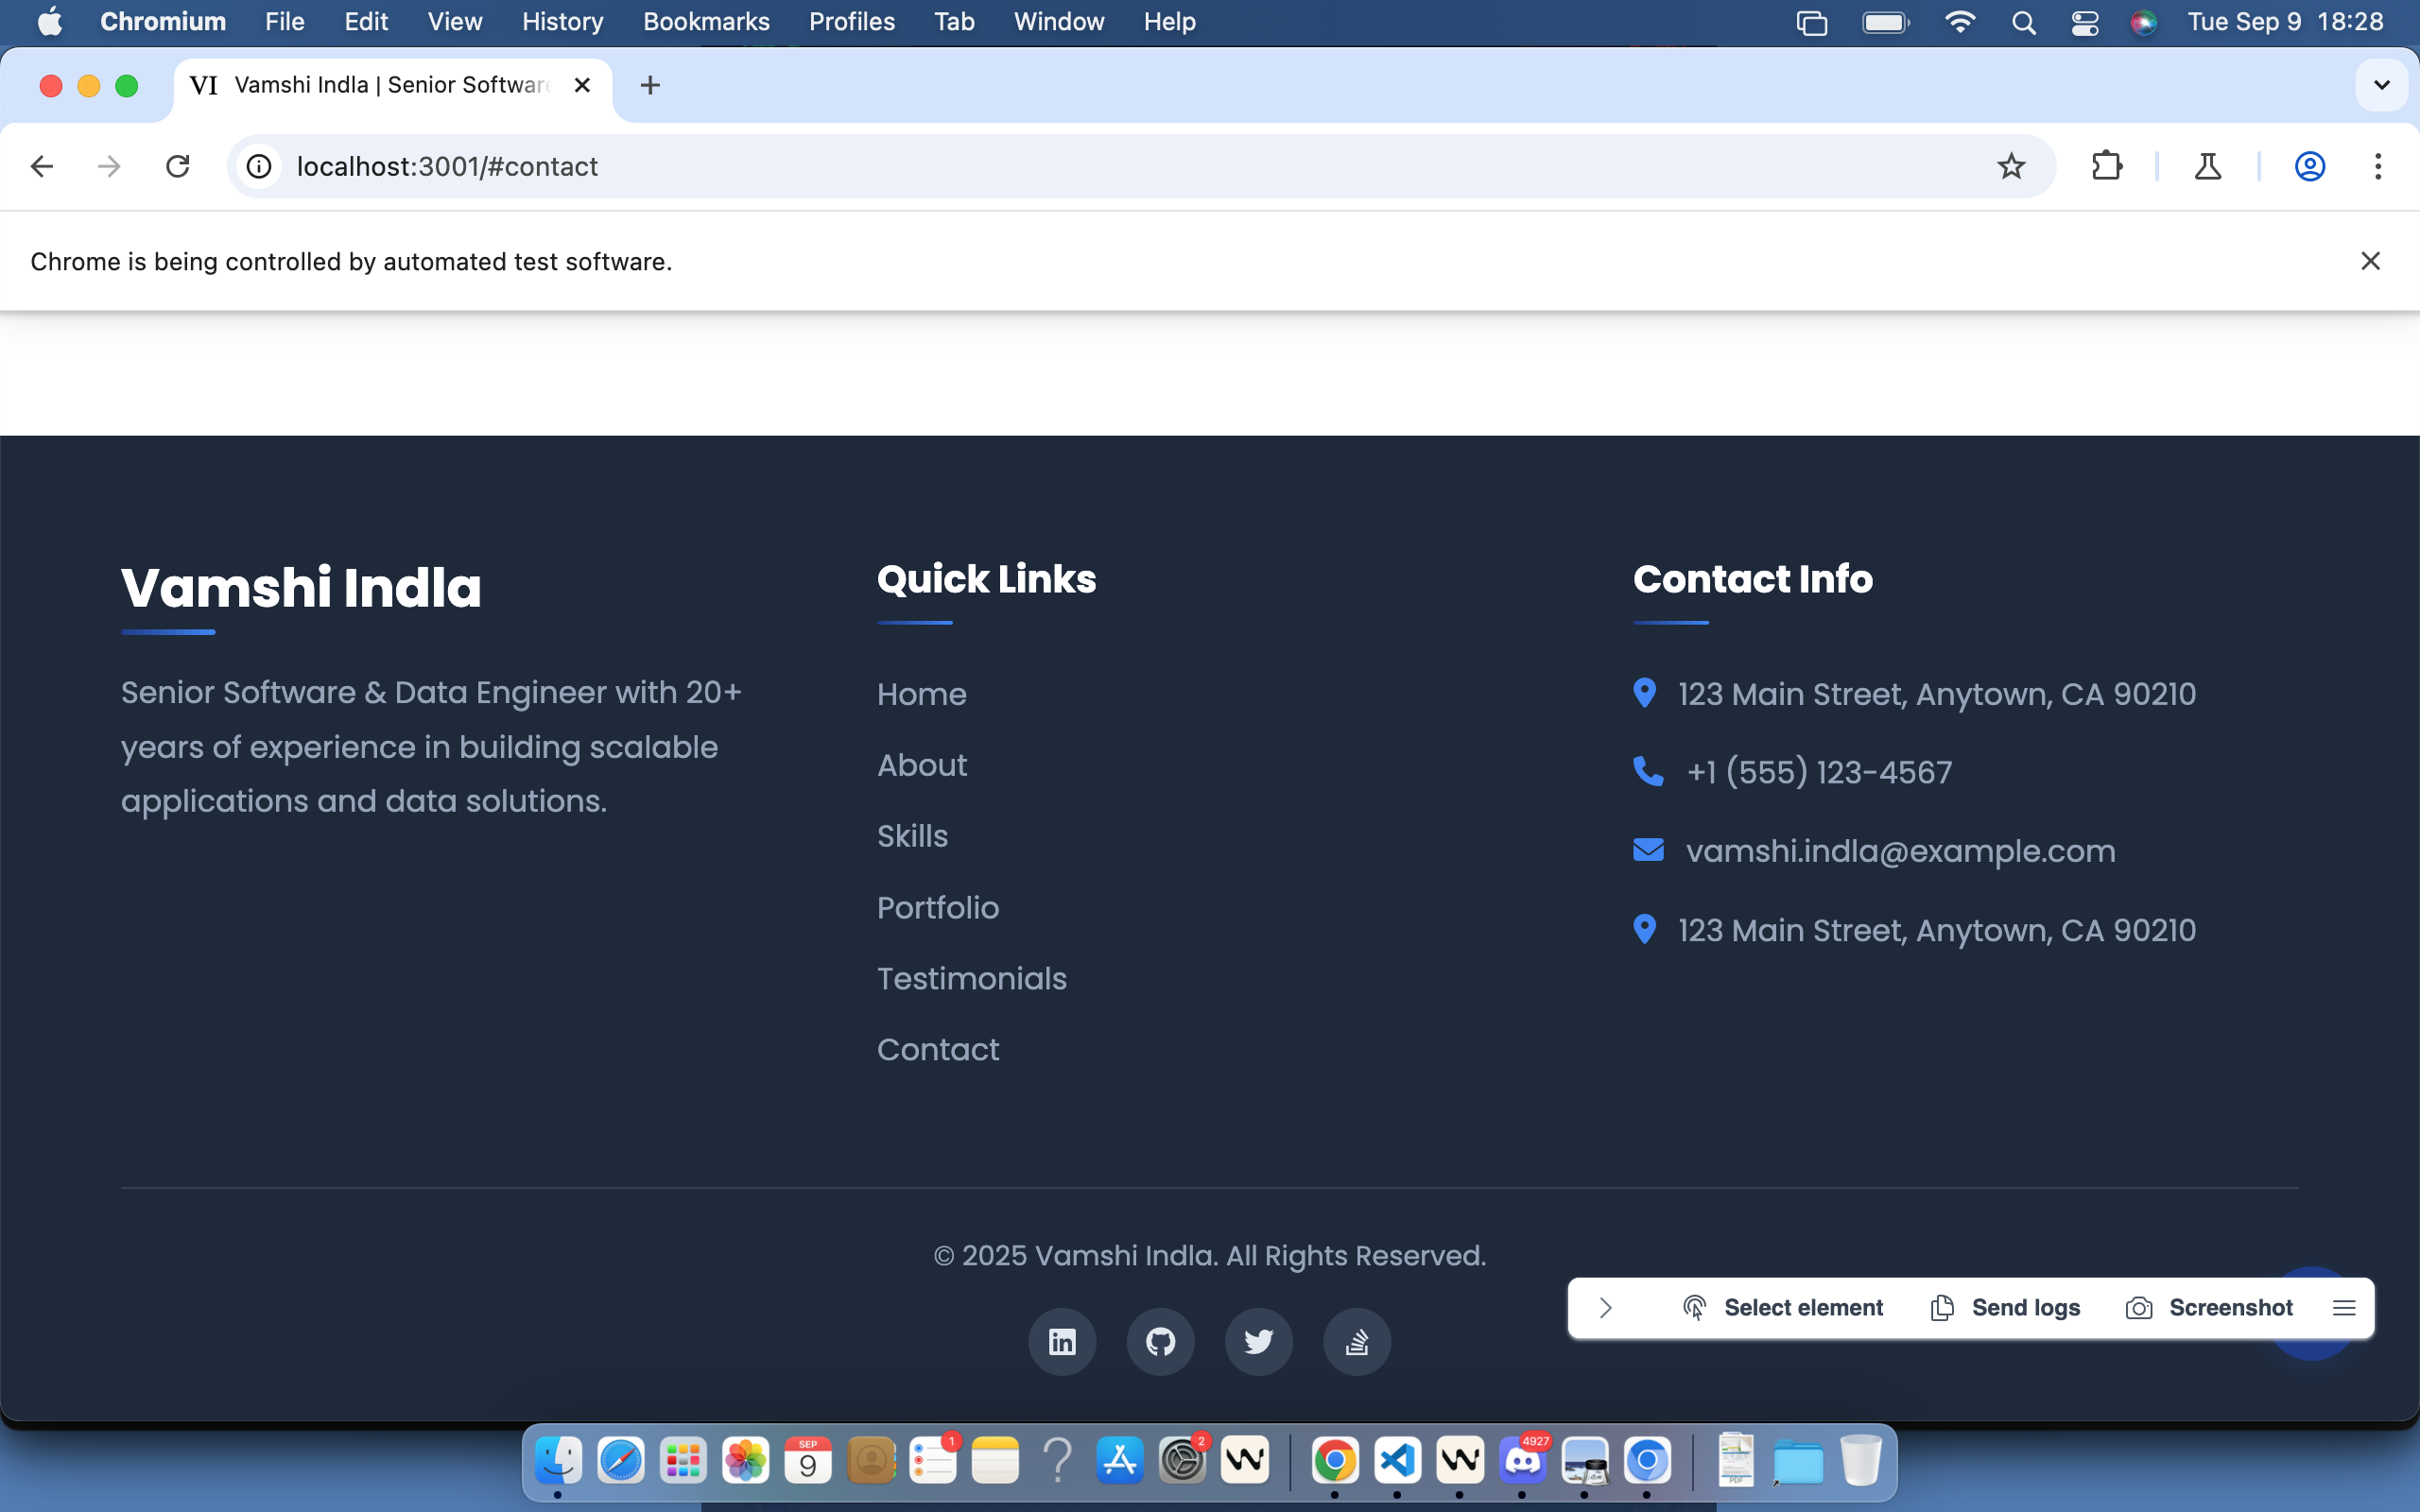 Chromium File Edit View History Bookmarks Profiles Tab Window Help Tue Sep 9 18:28
VI Vamshi Indla | Senior Softwar
localhost:3001/#contact
Chrome is being controlled by automated test software.
Vamshi Indla
Senior Software & Data Engineer with 20+
years of experience in building scalable
applications and data solutions.
Quick Links
Home
About
Skills
Portfolio
Testimonials
Contact
Contact Info
123 Main Street, Anytown, CA 90210
+1 (555) 123-4567
vamshi.indla@example.com
123 Main Street, Anytown, CA 90210
© 2025 Vamshi Indla. All Rights Reserved.
Select element Send logs Screenshot
in
SEP
9
1
2
4927
PDF